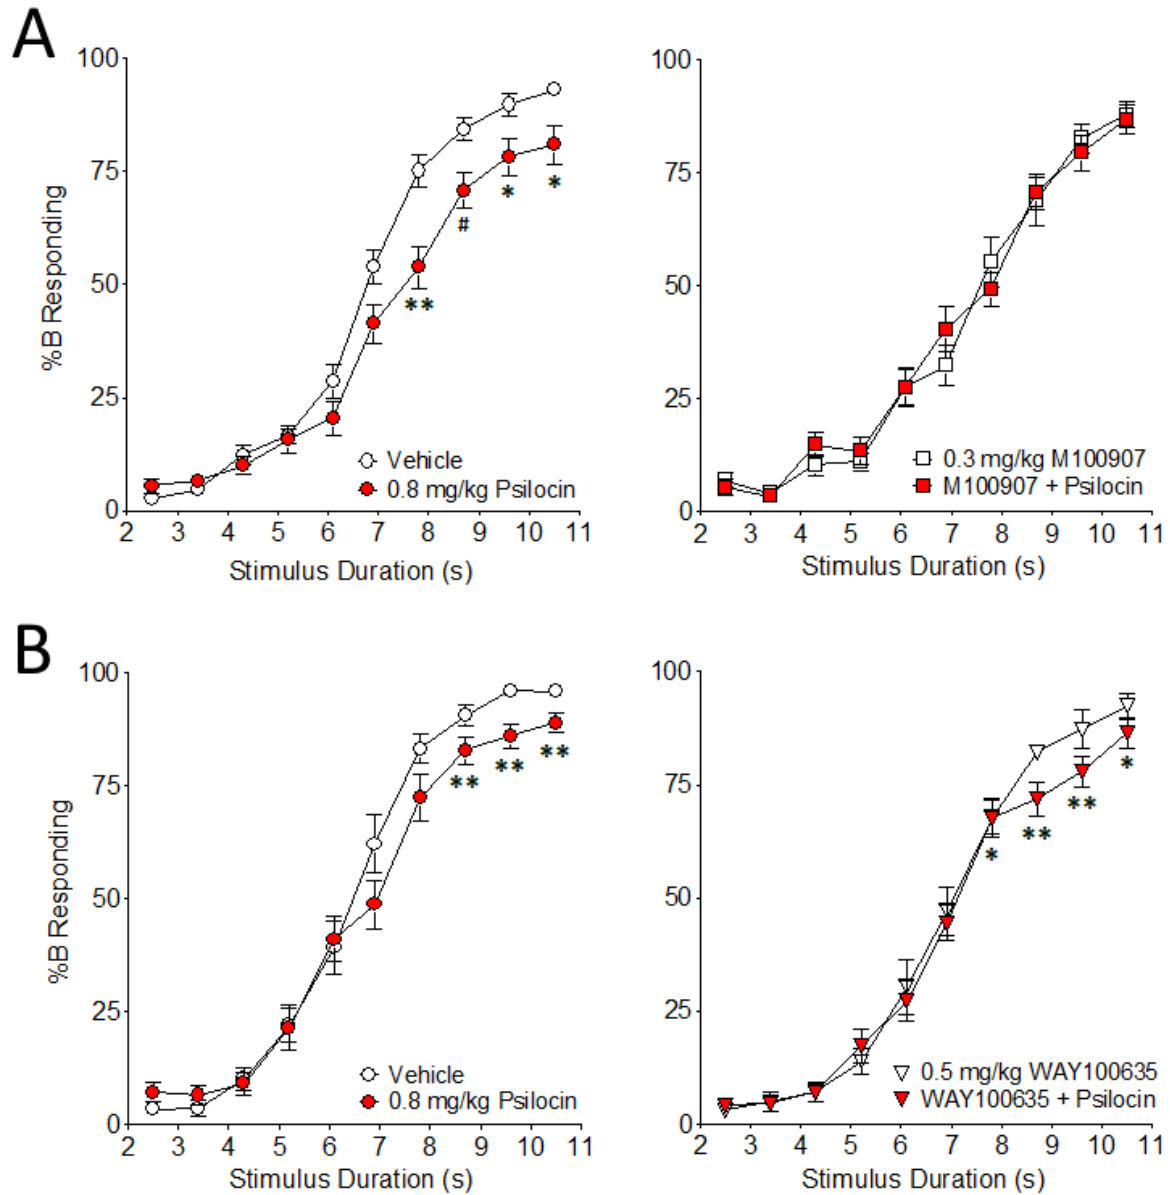 A
100
75
50
25
0
%B Responding
2 3 4 5 6 7 8 9 10 11
Stimulus Duration (s)
Vehicle
0.8 mg/kg Psilocin
** # * *
100
75
50
25
0
2 3 4 5 6 7 8 9 10 11
Stimulus Duration (s)
0.3 mg/kg M100907
M100907 + Psilocin
B
100
75
50
25
0
%B Responding
2 3 4 5 6 7 8 9 10 11
Stimulus Duration (s)
Vehicle
0.8 mg/kg Psilocin
** ** **
100
75
50
25
0
2 3 4 5 6 7 8 9 10 11
Stimulus Duration (s)
0.5 mg/kg WAY100635
WAY100635 + Psilocin
* ** ** *